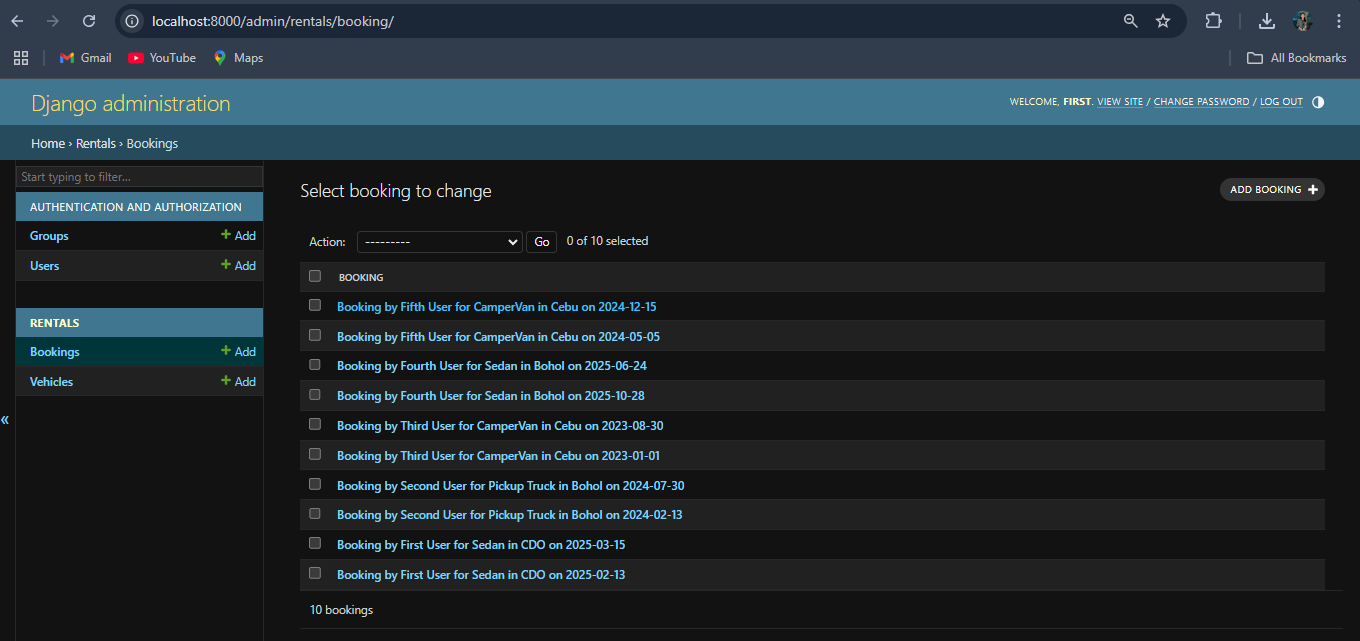 localhost:8000/admin/rentals/booking/
Gmail YouTube Maps All Bookmarks
Django administration
WELCOME, FIRST. VIEW SITE / CHANGE PASSWORD / LOG OUT
Home › Rentals › Bookings
Start typing to filter...
AUTHENTICATION AND AUTHORIZATION
Groups + Add
Users + Add
RENTALS
Bookings + Add
Vehicles + Add
«
Select booking to change
ADD BOOKING +
Action: --------- Go 0 of 10 selected
BOOKING
Booking by Fifth User for CamperVan in Cebu on 2024-12-15
Booking by Fifth User for CamperVan in Cebu on 2024-05-05
Booking by Fourth User for Sedan in Bohol on 2025-06-24
Booking by Fourth User for Sedan in Bohol on 2025-10-28
Booking by Third User for CamperVan in Cebu on 2023-08-30
Booking by Third User for CamperVan in Cebu on 2023-01-01
Booking by Second User for Pickup Truck in Bohol on 2024-07-30
Booking by Second User for Pickup Truck in Bohol on 2024-02-13
Booking by First User for Sedan in CDO on 2025-03-15
Booking by First User for Sedan in CDO on 2025-02-13
10 bookings